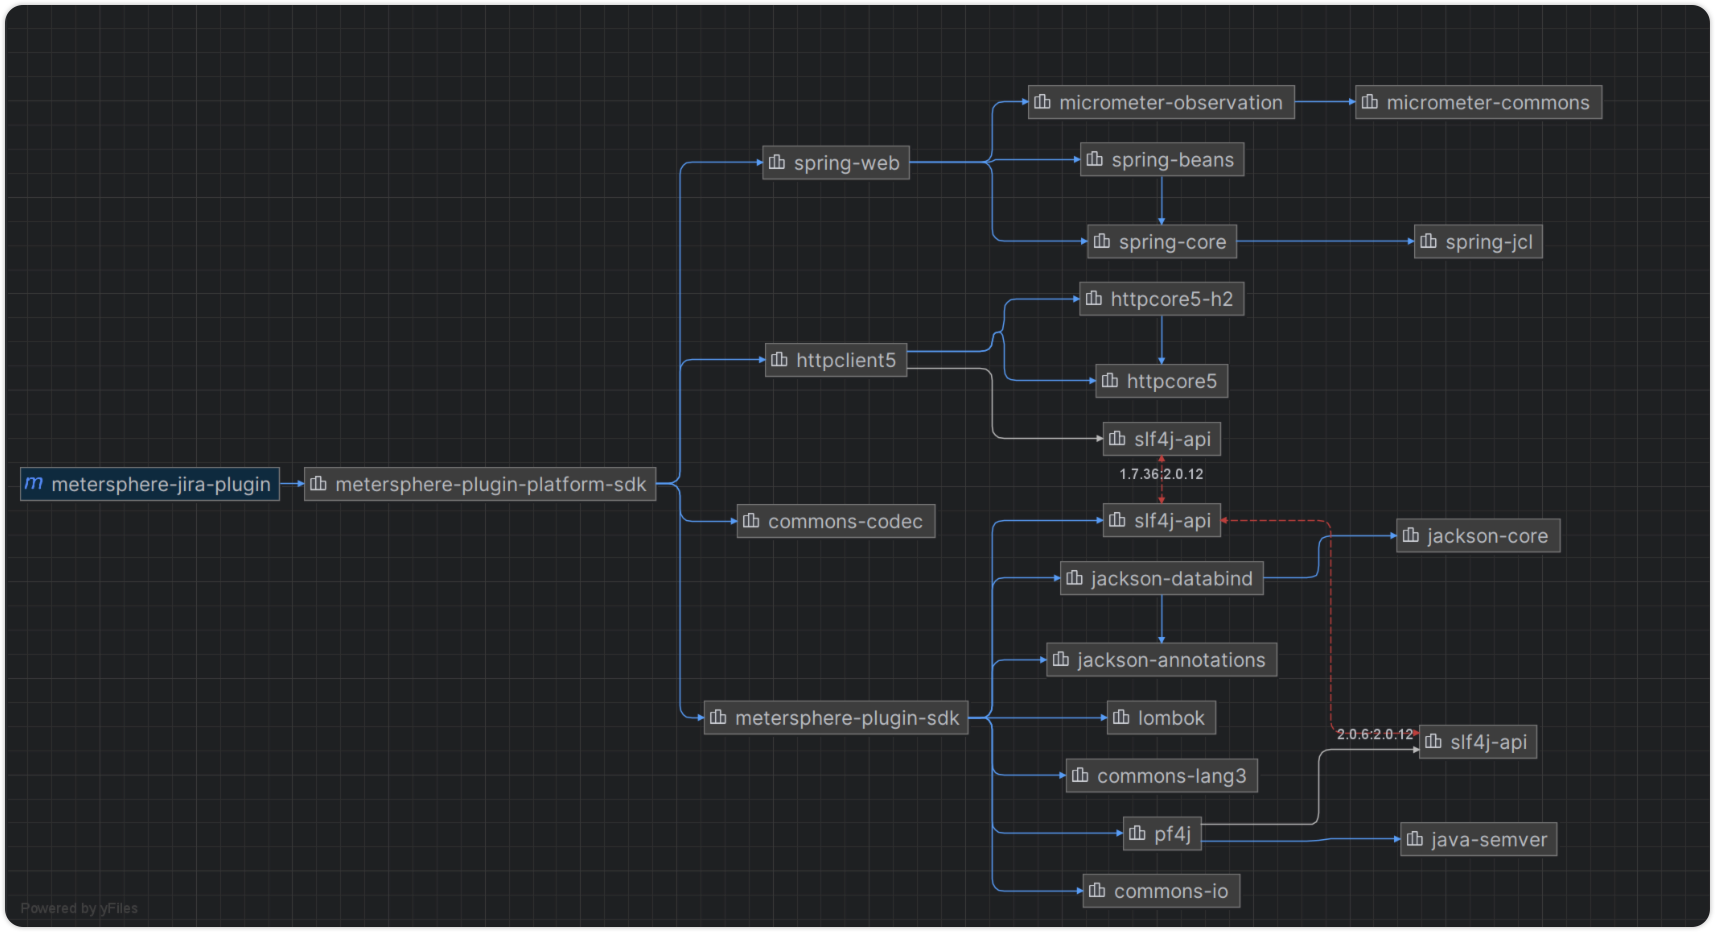 micrometer-observation
micrometer-commons
spring-web
spring-beans
spring-core
spring-jcl
httpcore5-h2
httpclient5
httpcore5
slf4j-api
1.7.36:2.0.12
m metersphere-jira-plugin
metersphere-plugin-platform-sdk
commons-codec
slf4j-api
jackson-core
jackson-databind
jackson-annotations
metersphere-plugin-sdk
lombok
2.0.6:2.0.12
slf4j-api
commons-lang3
pf4j
java-semver
commons-io
Powered by yFiles